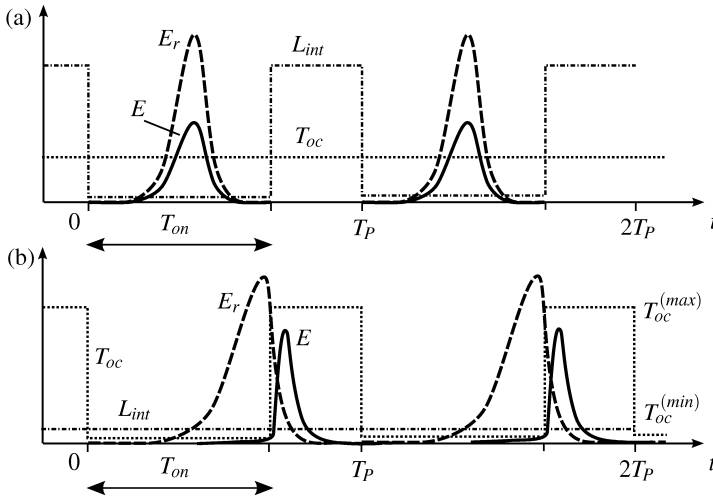 (a)
E_r
L_int
E
T_oc
0
T_on
T_P
2T_P
t
(b)
E_r
E
T_oc^(max)
T_oc
L_int
T_oc^(min)
0
T_on
T_P
2T_P
t